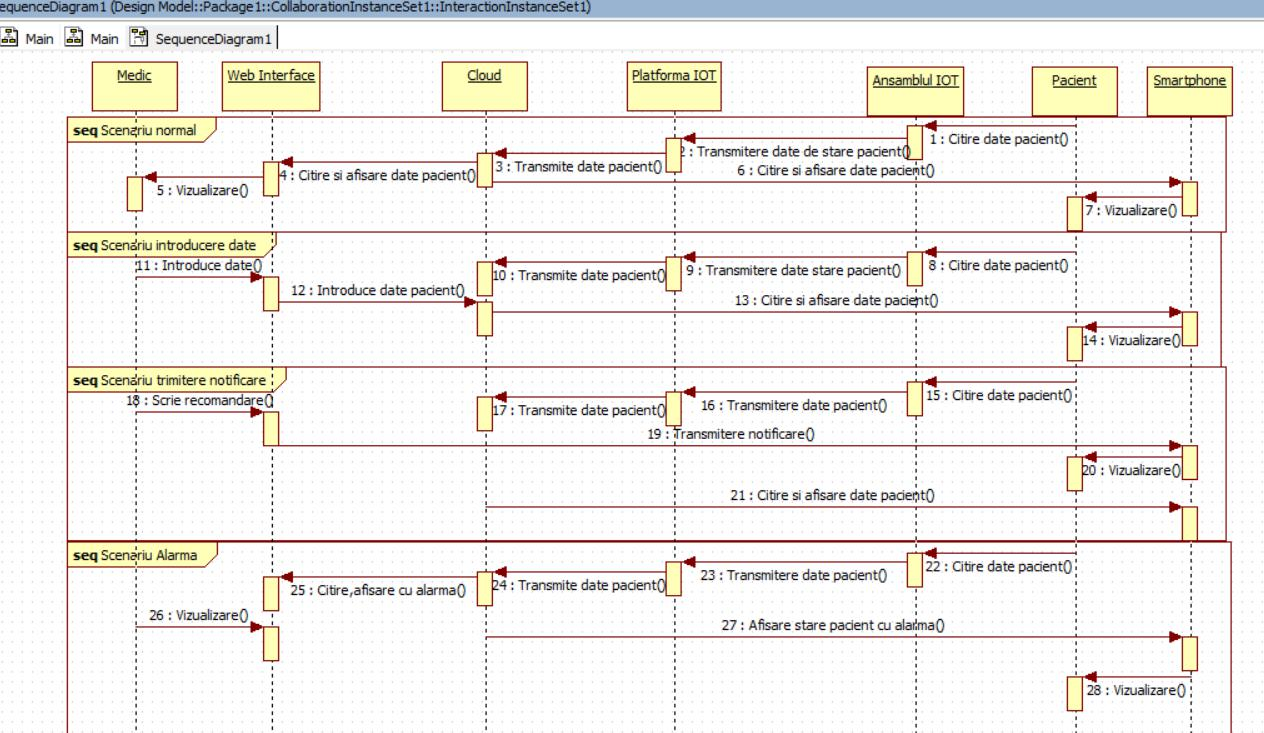 equenceDiagram1 (Design Model::Package1::CollaborationInstanceSet1::InteractionInstanceSet1)
Main Main SequenceDiagram1
Medic
Web Interface
Cloud
Platforma IOT
Ansamblul IOT
Pacient
Smartphone
seq Scenariu normal
1 : Citire date pacient()
2 : Transmitere date de stare pacient()
3 : Transmite date pacient()
4 : Citire si afisare date pacient()
5 : Vizualizare()
6 : Citire si afisare date pacient()
7 : Vizualizare()
seq Scenariu introducere date
8 : Citire date pacient()
9 : Transmitere date stare pacient()
10 : Transmite date pacient()
11 : Introduce date()
12 : Introduce date pacient()
13 : Citire si afisare date pacient()
14 : Vizualizare()
seq Scenariu trimitere notificare
15 : Citire date pacient()
16 : Transmitere date pacient()
17 : Transmite date pacient()
18 : Scrie recomandare()
19 : Transmitere notificare()
20 : Vizualizare()
21 : Citire si afisare date pacient()
seq Scenariu Alarma
22 : Citire date pacient()
23 : Transmitere date pacient()
24 : Transmite date pacient()
25 : Citire,afisare cu alarma()
26 : Vizualizare()
27 : Afisare stare pacient cu alarma()
28 : Vizualizare()